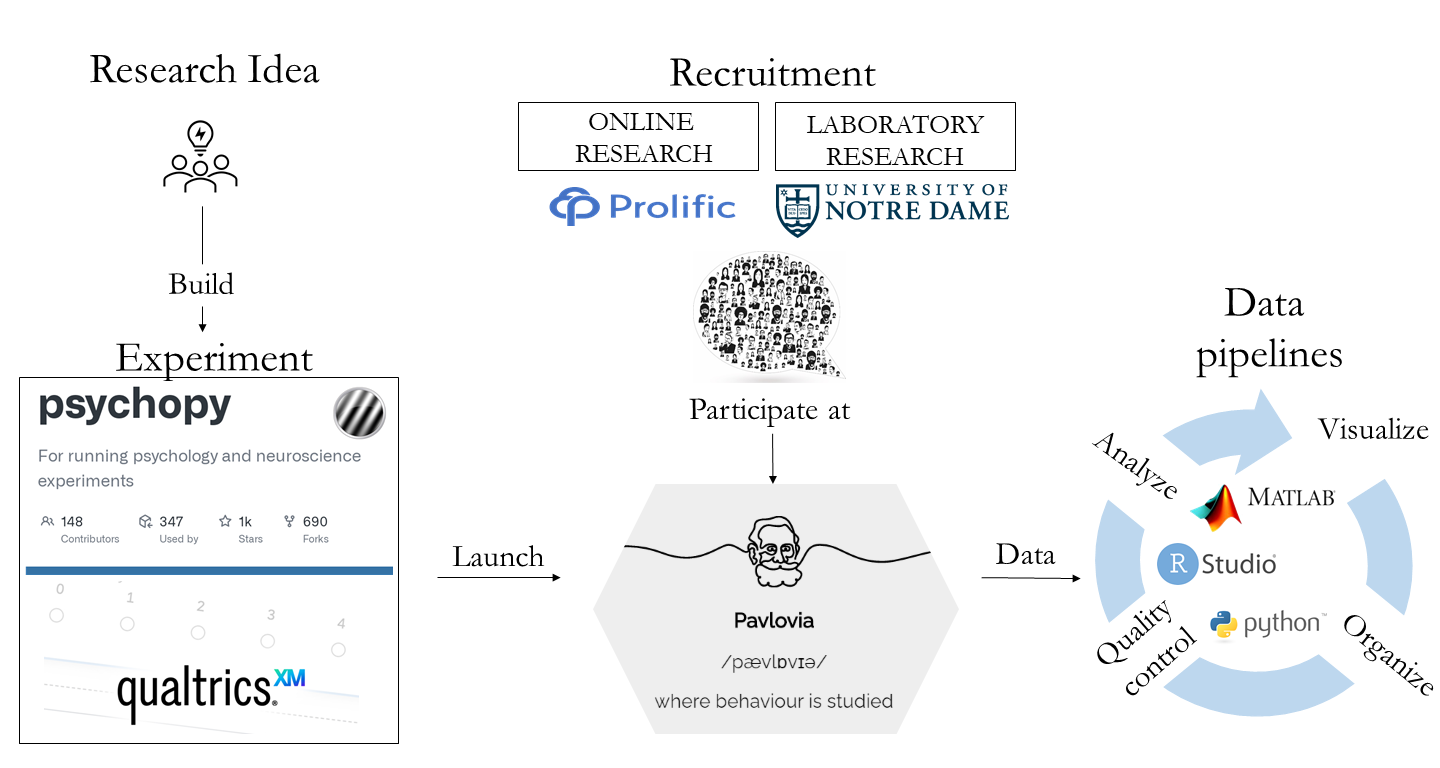 Research Idea
Build
Experiment
psychopy
For running psychology and neuroscience
experiments
148
Contributors
347
Used by
1k
Stars
690
Forks
0
1
2
3
4
qualtrics.XM
®
Launch
Recruitment
ONLINE
RESEARCH
LABORATORY
RESEARCH
Prolific
UNIVERSITY OF
NOTRE DAME
Participate at
Pavlovia
/pævlɒvɪə/
where behaviour is studied
Data
Data
pipelines
Visualize
Analyze
MATLAB
R Studio
python™
Quality
control
Organize